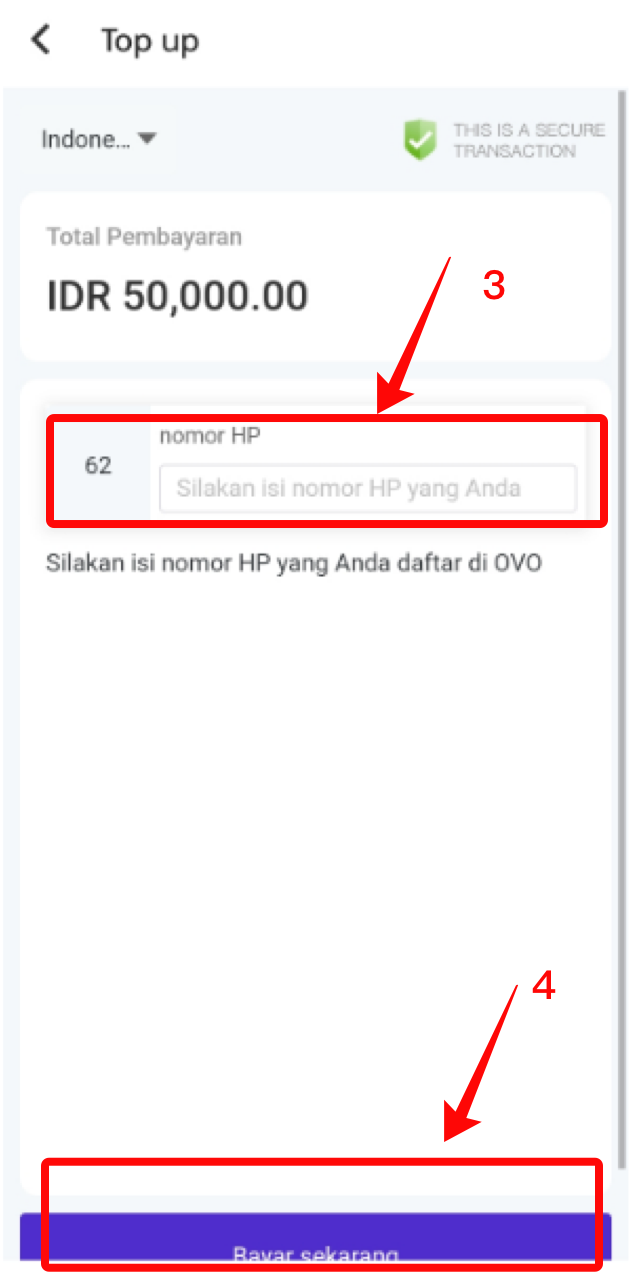 Top up
Indone...
THIS IS A SECURE
TRANSACTION
Total Pembayaran
IDR 50,000.00
3
nomor HP
62
Silakan isi nomor HP yang Anda
Silakan isi nomor HP yang Anda daftar di OVO
4
Bayar sekarang